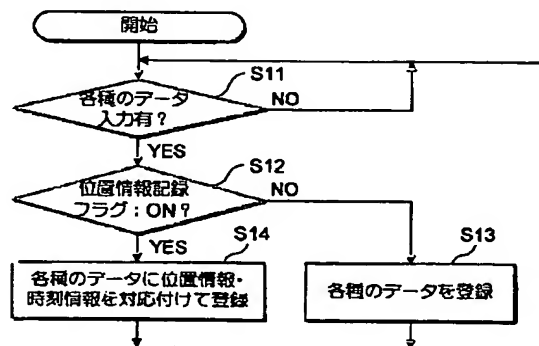 開始
S11
各種のデータ
入力有?
NO
YES
S12
位置情報記録
フラグ:ON?
NO
YES
S14
S13
各種のデータに位置情報・
時刻情報を対応付けて登録
各種のデータを登録